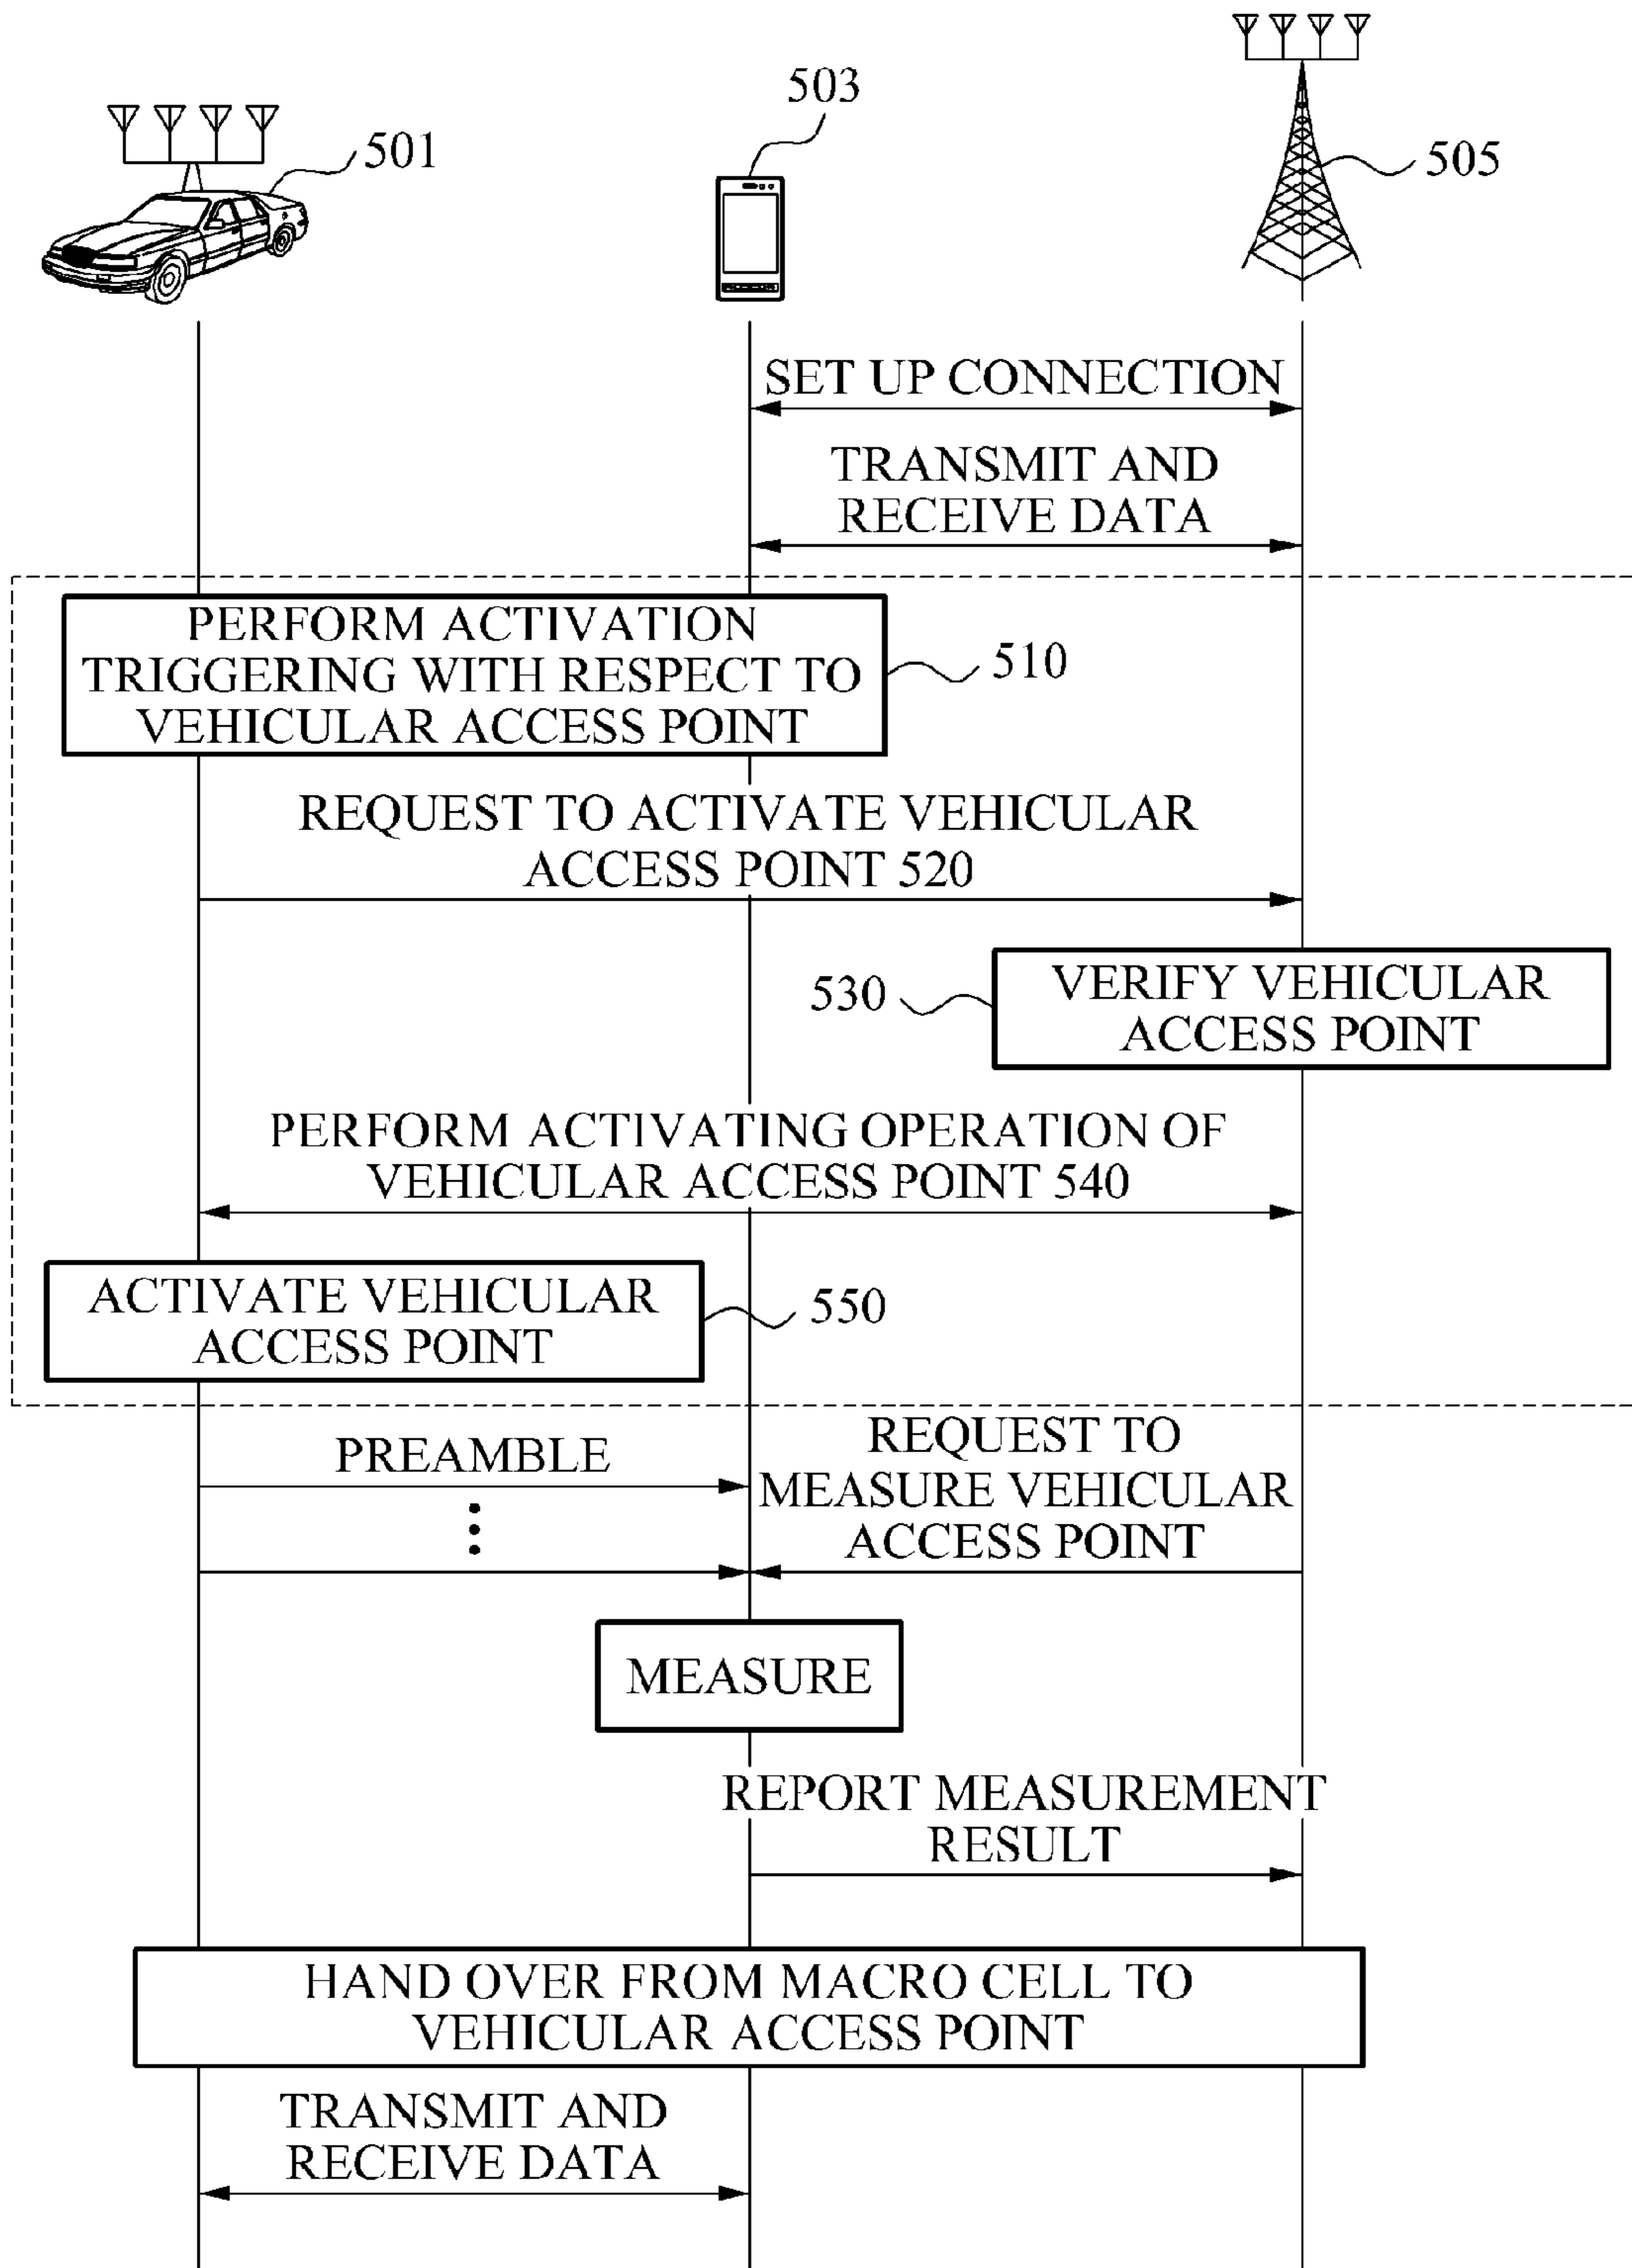 503
501
505
SET UP CONNECTION
TRANSMIT AND
RECEIVE DATA
PERFORM ACTIVATION
TRIGGERING WITH RESPECT TO
VEHICULAR ACCESS POINT
510
REQUEST TO ACTIVATE VEHICULAR
ACCESS POINT 520
530
VERIFY VEHICULAR
ACCESS POINT
PERFORM ACTIVATING OPERATION OF
VEHICULAR ACCESS POINT 540
ACTIVATE VEHICULAR
ACCESS POINT
550
PREAMBLE
REQUEST TO
MEASURE VEHICULAR
ACCESS POINT
MEASURE
REPORT MEASUREMENT
RESULT
HAND OVER FROM MACRO CELL TO
VEHICULAR ACCESS POINT
TRANSMIT AND
RECEIVE DATA